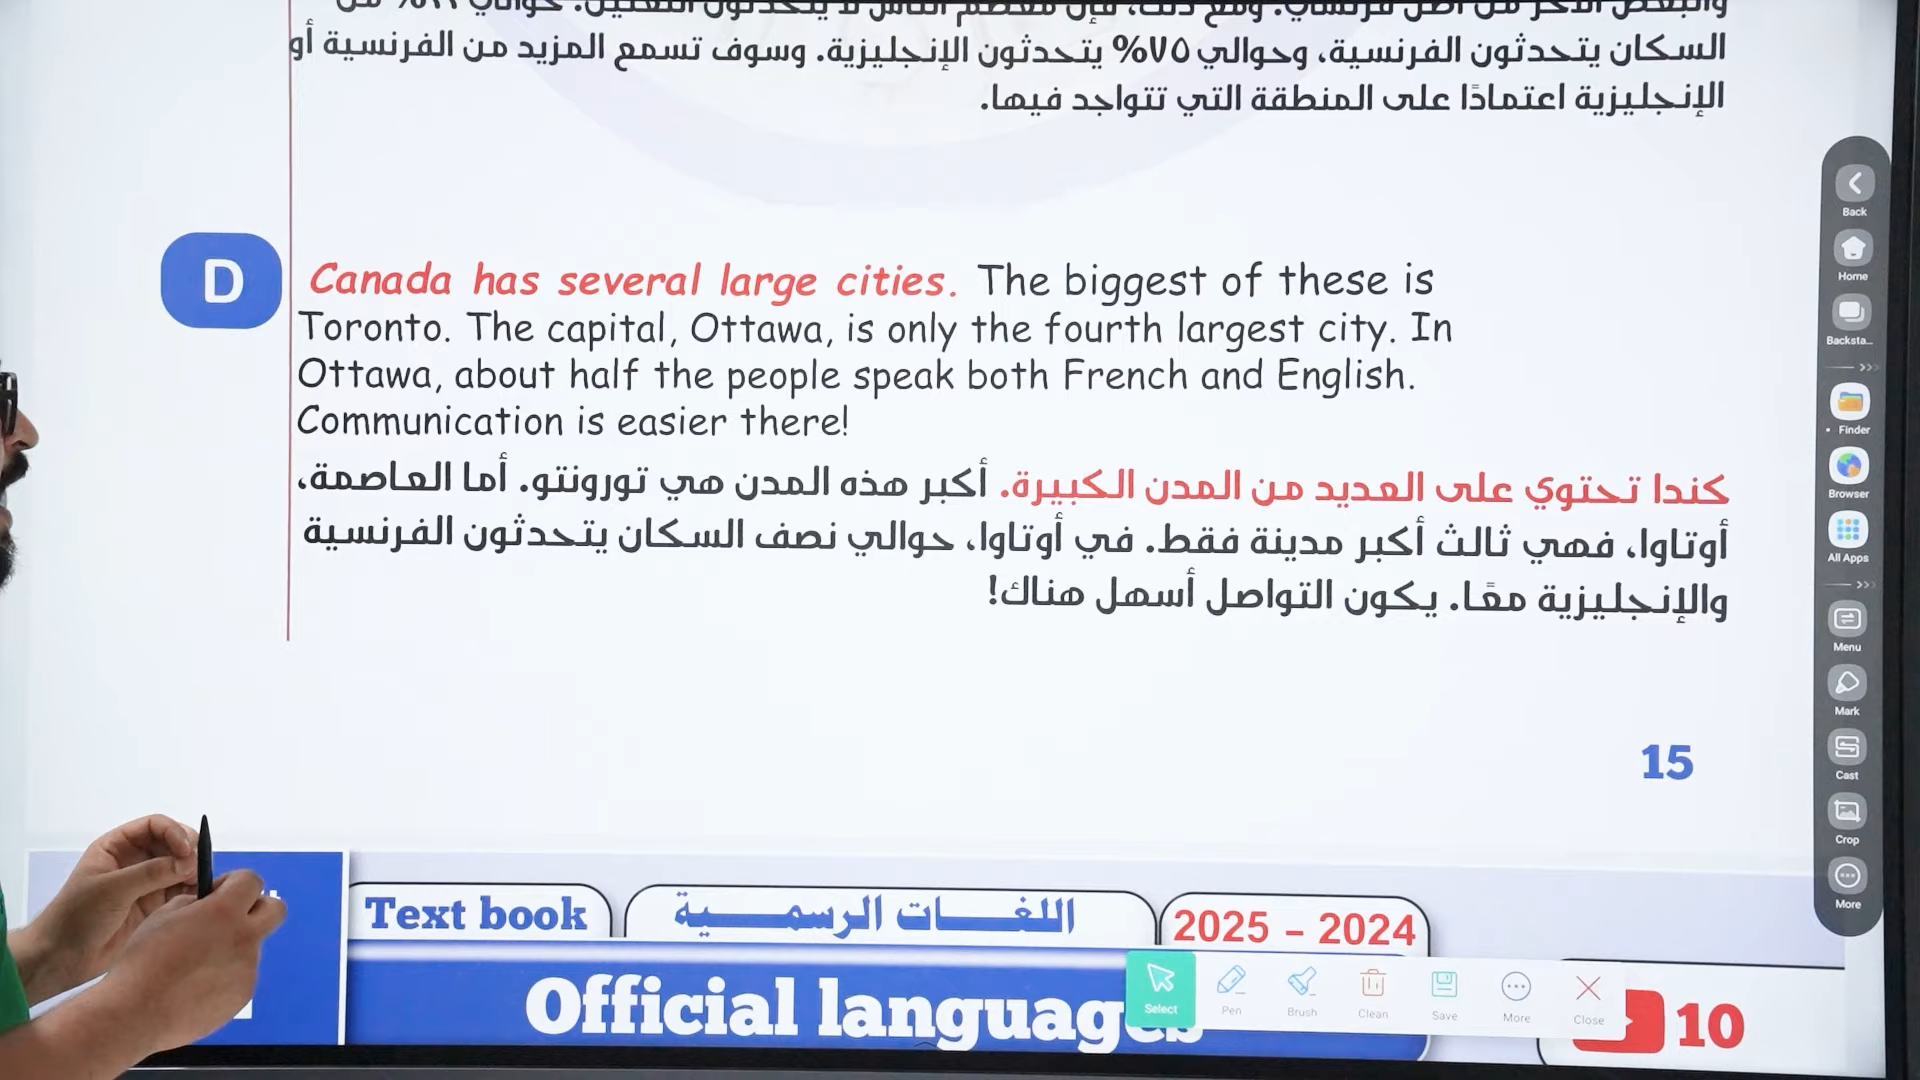 السكان يتحدثون الفرنسية، وحوالي ٧٥% يتحدثون الإنجليزية. وسوف تسمع المزيد من الفرنسية أو
الإنجليزية اعتمادًا على المنطقة التي تتواجد فيها.
D
Canada has several large cities. The biggest of these is
Toronto. The capital, Ottawa, is only the fourth largest city. In
Ottawa, about half the people speak both French and English.
Communication is easier there!
كندا تحتوي على العديد من المدن الكبيرة. أكبر هذه المدن هي تورونتو. أما العاصمة،
أوتاوا، فهي ثالث أكبر مدينة فقط. في أوتاوا، حوالي نصف السكان يتحدثون الفرنسية
والإنجليزية معًا. يكون التواصل أسهل هناك!
15
Text book
اللغـــات الرسمـــــية
2025 - 2024
Official languages
10
Back
Home
Backsta...
Finder
Browser
All Apps
Menu
Mark
Cast
Crop
More
Select
Pen
Brush
Clean
Save
More
Close